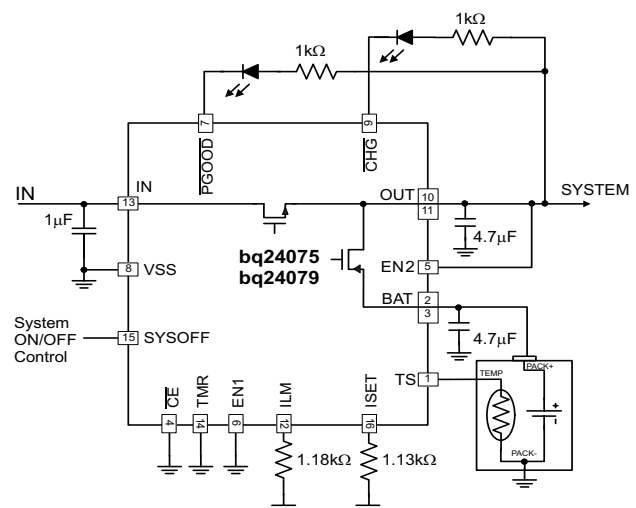 1kΩ
1kΩ
7
9
PGOOD
CHG
IN
IN
13
OUT
10
11
SYSTEM
1μF
4.7μF
bq24075
bq24079
EN2
5
8
VSS
BAT
2
3
System
ON/OFF
Control
15
SYSOFF
4.7μF
PACK+
TS
1
TEMP
+
-
CE
TMR
EN1
ILM
ISET
4
14
6
12
16
1.18kΩ
1.13kΩ
PACK-